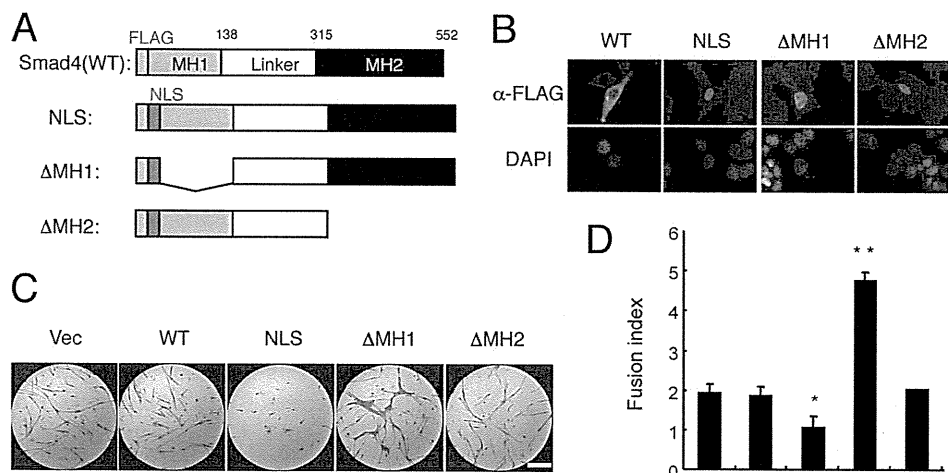 A
FLAG 138 315 552
Smad4(WT): MH1 Linker MH2
NLS
NLS:
ΔMH1:
ΔMH2:
B
WT NLS ΔMH1 ΔMH2
α-FLAG
DAPI
C
Vec WT NLS ΔMH1 ΔMH2
D
Fusion index
6
5
4
3
2
1
0
*
**